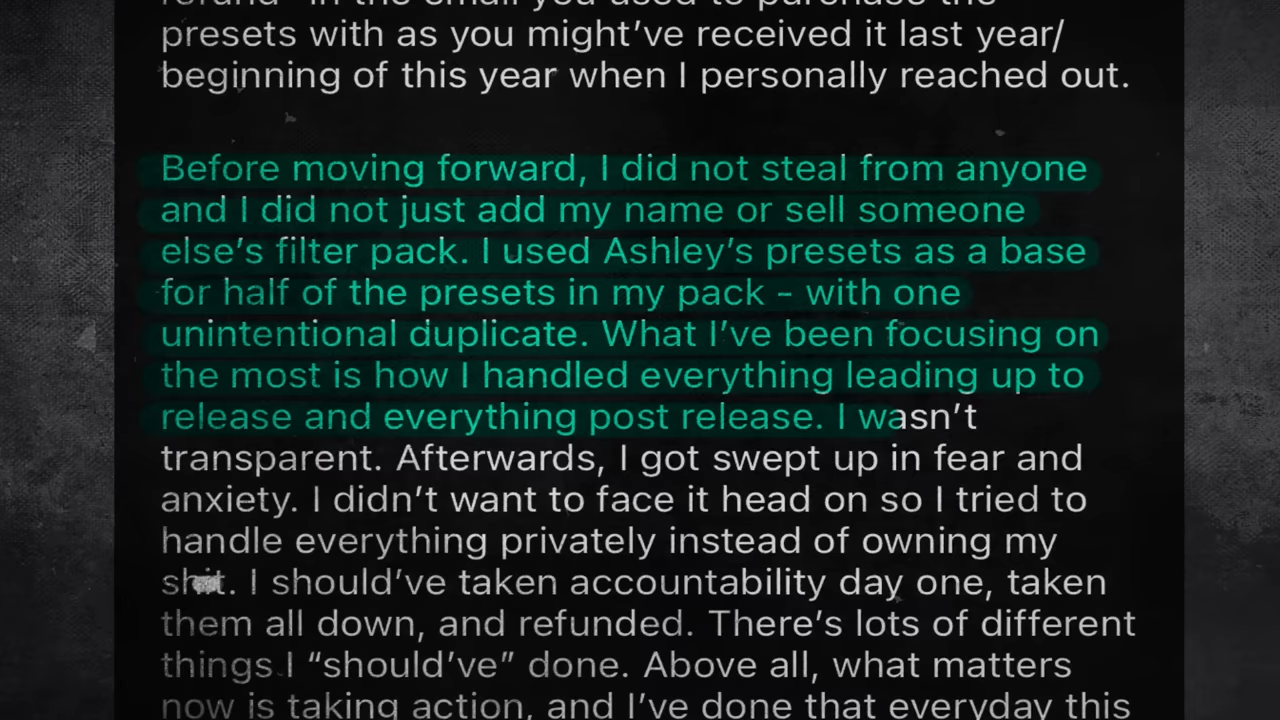 presets with as you might've received it last year/
beginning of this year when I personally reached out.
Before moving forward, I did not steal from anyone
and I did not just add my name or sell someone
else's filter pack. I used Ashley's presets as a base
for half of the presets in my pack - with one
unintentional duplicate. What I've been focusing on
the most is how I handled everything leading up to
release and everything post release. I wasn't
transparent. Afterwards, I got swept up in fear and
anxiety. I didn't want to face it head on so I tried to
handle everything privately instead of owning my
I should've taken accountability day one, taken
them all down, and refunded. There's lots of different
things I “should've” done. Above all, what matters
now is taking action, and I've done that everyday this